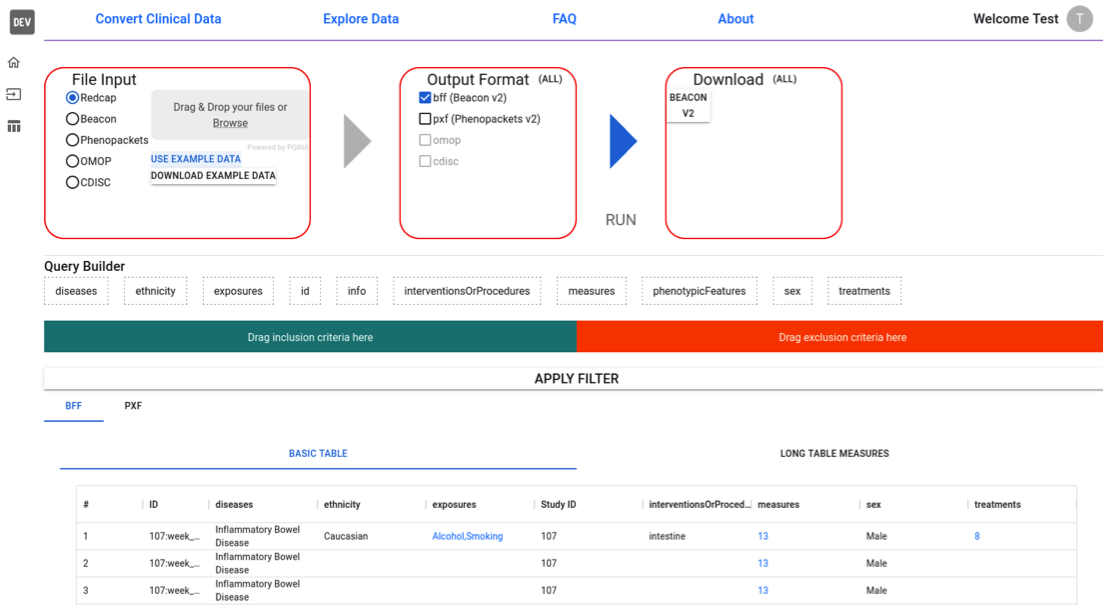 DEV
Convert Clinical Data Explore Data FAQ About Welcome Test T
File Input
Redcap
Beacon
Phenopackets
OMOP
CDISC
Drag & Drop your files or
Browse
Powered by PQINA
USE EXAMPLE DATA
DOWNLOAD EXAMPLE DATA
Output Format (ALL)
bff (Beacon v2)
pxf (Phenopackets v2)
omop
cdisc
RUN
Download (ALL)
BEACON
V2
Query Builder
diseases ethnicity exposures id info interventionsOrProcedures measures phenotypicFeatures sex treatments
Drag inclusion criteria here Drag exclusion criteria here
APPLY FILTER
BFF PXF
BASIC TABLE LONG TABLE MEASURES
# ID diseases ethnicity exposures Study ID interventionsOrProced... measures sex treatments
1 107:week_... Inflammatory Bowel Disease Caucasian Alcohol,Smoking 107 intestine 13 Male 8
2 107:week_... Inflammatory Bowel Disease 107 13 Male
3 107:week_... Inflammatory Bowel Disease 107 13 Male